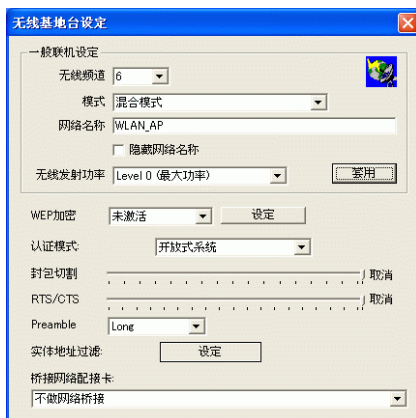 无线基地台设定
一般联机设定
无线频道 6
模式 混合模式
网络名称 WLAN_AP
隐藏网络名称
无线发射功率 Level 0 (最大功率) 套用
WEP加密 未激活 设定
认证模式: 开放式系统
封包切割 取消
RTS/CTS 取消
Preamble Long
实体地址过滤: 设定
桥接网络配接卡:
不做网络桥接